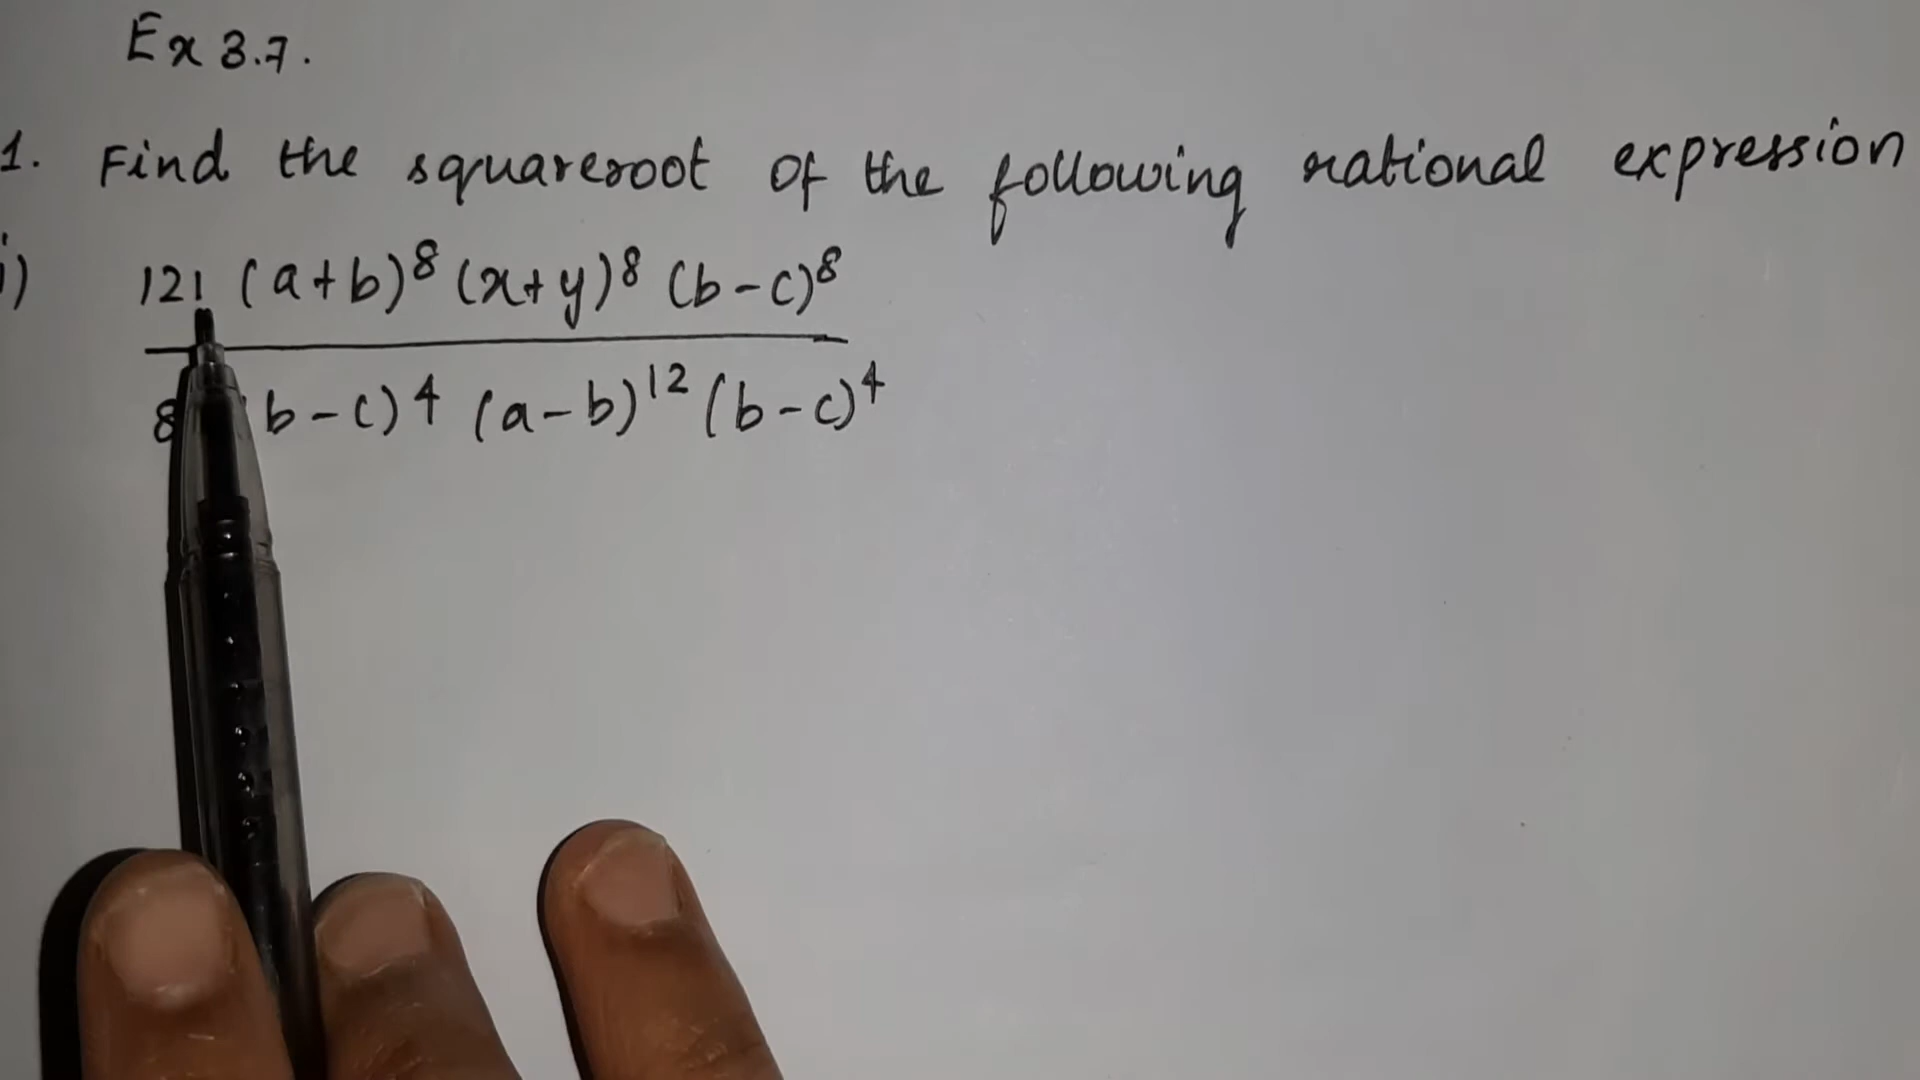 Ex 3.7.
1. Find the squareroot of the following rational expression
i) 121 (a+b)⁸ (x+y)⁸ (b-c)⁸
8 b-c)⁴ (a-b)¹² (b-c)⁴